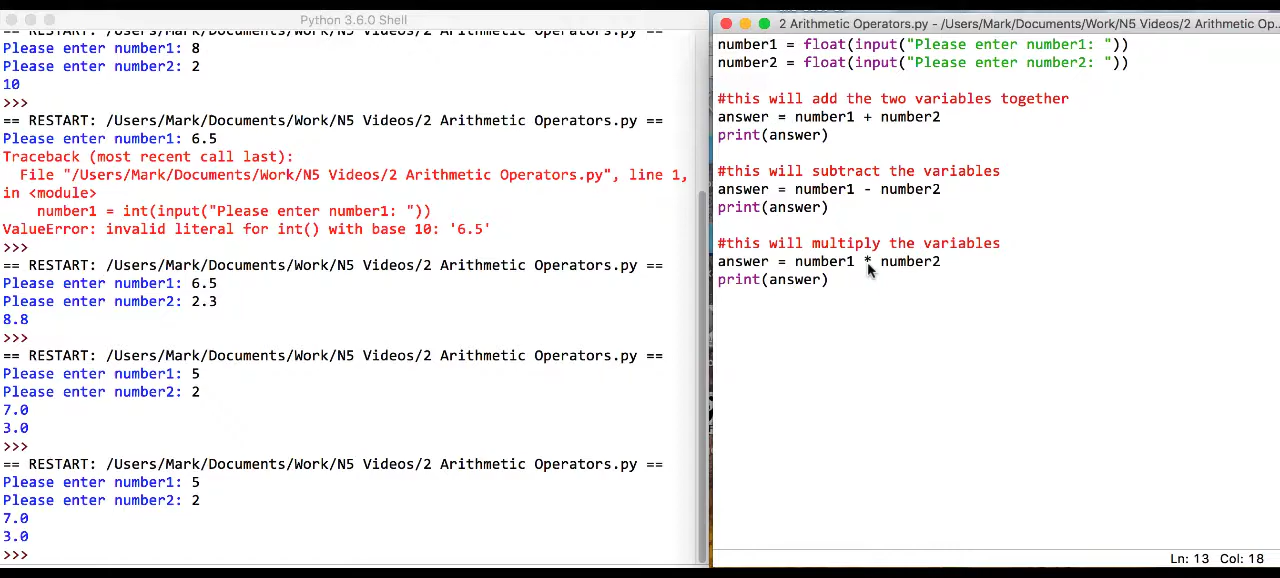 Python 3.6.0 Shell
== RESTART: /Users/Mark/Documents/Work/N5 Videos/2 Arithmetic Operators.py ==
Please enter number1: 8
Please enter number2: 2
10
>>>
== RESTART: /Users/Mark/Documents/Work/N5 Videos/2 Arithmetic Operators.py ==
Please enter number1: 6.5
Traceback (most recent call last):
  File "/Users/Mark/Documents/Work/N5 Videos/2 Arithmetic Operators.py", line 1,
in <module>
    number1 = int(input("Please enter number1: "))
ValueError: invalid literal for int() with base 10: '6.5'
>>>
== RESTART: /Users/Mark/Documents/Work/N5 Videos/2 Arithmetic Operators.py ==
Please enter number1: 6.5
Please enter number2: 2.3
8.8
>>>
== RESTART: /Users/Mark/Documents/Work/N5 Videos/2 Arithmetic Operators.py ==
Please enter number1: 5
Please enter number2: 2
7.0
3.0
>>>
== RESTART: /Users/Mark/Documents/Work/N5 Videos/2 Arithmetic Operators.py ==
Please enter number1: 5
Please enter number2: 2
7.0
3.0
>>>
2 Arithmetic Operators.py - /Users/Mark/Documents/Work/N5 Videos/2 Arithmetic Op...
number1 = float(input("Please enter number1: "))
number2 = float(input("Please enter number2: "))
#this will add the two variables together
answer = number1 + number2
print(answer)
#this will subtract the variables
answer = number1 - number2
print(answer)
#this will multiply the variables
answer = number1 * number2
print(answer)
Ln: 13 Col: 18